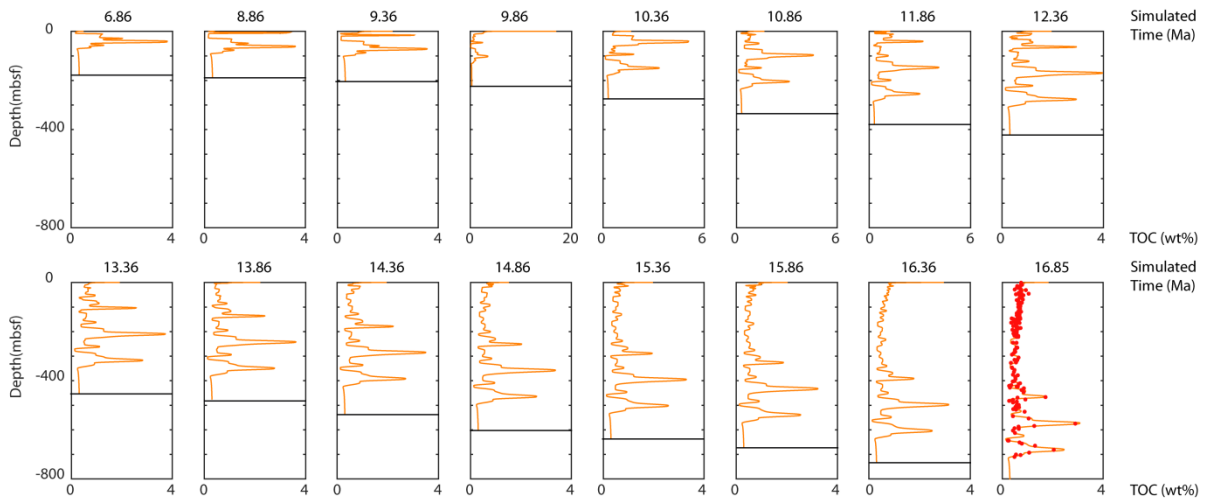 6.86 8.86 9.36 9.86 10.36 10.86 11.86 12.36 Simulated
Time (Ma)
0
-400
-800
Depth(mbsf)
0 4 0 4 0 4 0 20 0 6 0 6 0 6 0 4 TOC (wt%)
13.36 13.86 14.36 14.86 15.36 15.86 16.36 16.85 Simulated
Time (Ma)
0
-400
-800
Depth(mbsf)
0 4 0 4 0 4 0 4 0 4 0 4 0 4 0 4 TOC (wt%)